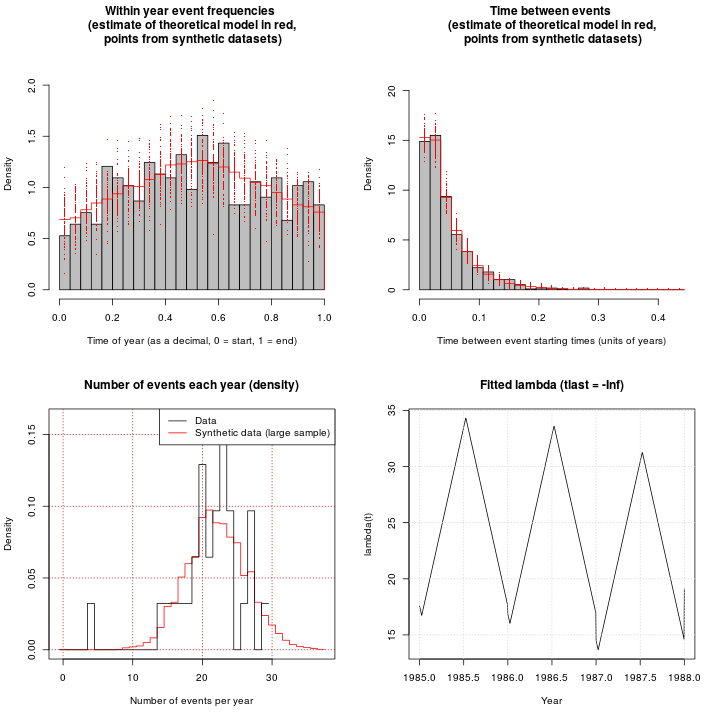 Within year event frequencies
(estimate of theoretical model in red,
points from synthetic datasets)
Density
0.0
0.5
1.0
1.5
2.0
0.0
0.2
0.4
0.6
0.8
1.0
Time of year (as a decimal, 0 = start, 1 = end)
Time between events
(estimate of theoretical model in red,
points from synthetic datasets)
Density
0
5
10
15
20
0.0
0.1
0.2
0.3
0.4
Time between event starting times (units of years)
Number of events each year (density)
Data
Synthetic data (large sample)
Density
0.00
0.05
0.10
0.15
0
10
20
30
Number of events per year
Fitted lambda (tlast = -Inf)
lambda(t)
15
20
25
30
35
1985.0
1985.5
1986.0
1986.5
1987.0
1987.5
1988.0
Year